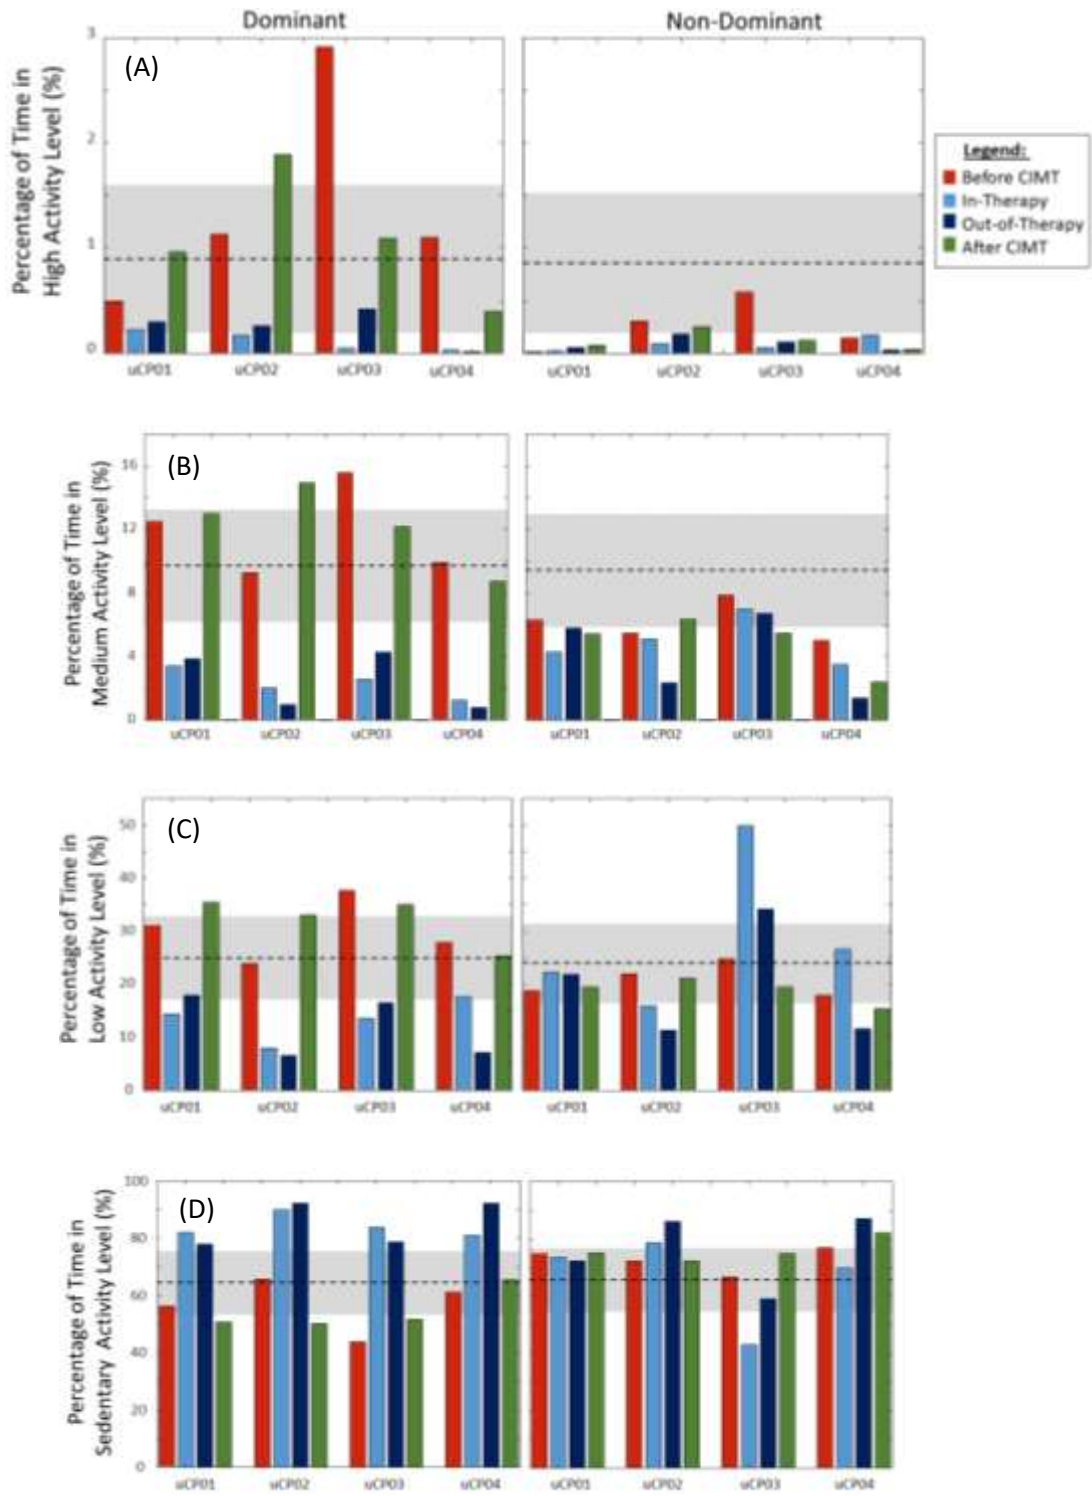 Dominant
Non-Dominant
(A)
Percentage of Time in
High Activity Level (%)
3
2
1
0
uCP01 uCP02 uCP03 uCP04
uCP01 uCP02 uCP03 uCP04
Legend:
Before CIMT
In-Therapy
Out-of-Therapy
After CIMT
(B)
Percentage of Time in
Medium Activity Level (%)
16
12
8
4
0
uCP01 uCP02 uCP03 uCP04
uCP01 uCP02 uCP03 uCP04
(C)
Percentage of Time in
Low Activity Level (%)
50
40
30
20
10
0
uCP01 uCP02 uCP03 uCP04
uCP01 uCP02 uCP03 uCP04
(D)
Percentage of Time in
Sedentary Activity Level (%)
100
80
60
40
20
0
uCP01 uCP02 uCP03 uCP04
uCP01 uCP02 uCP03 uCP04